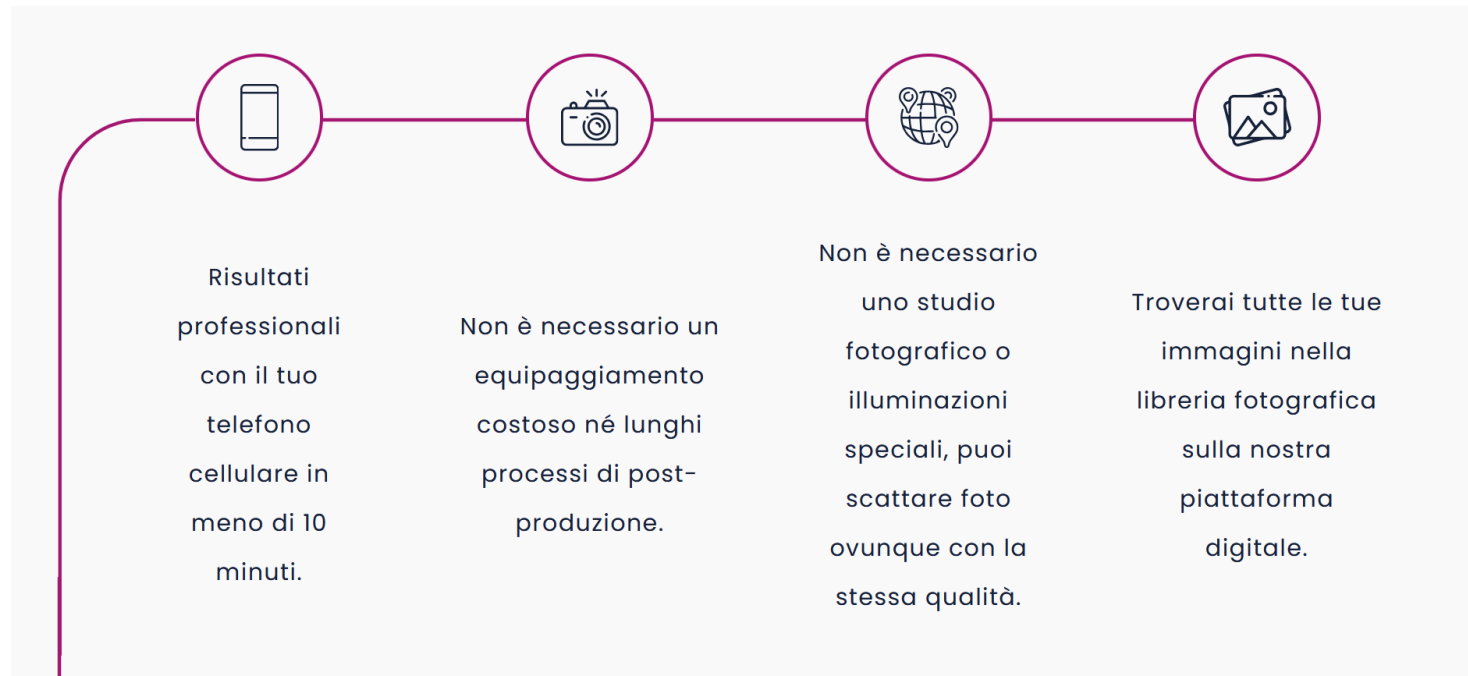 Risultati
professionali
con il tuo
telefono
cellulare in
meno di 10
minuti.
Non è necessario un
equipaggiamento
costoso né lunghi
processi di post-
produzione.
Non è necessario
uno studio
fotografico o
illuminazioni
speciali, puoi
scattare foto
ovunque con la
stessa qualità.
Troverai tutte le tue
immagini nella
libreria fotografica
sulla nostra
piattaforma
digitale.